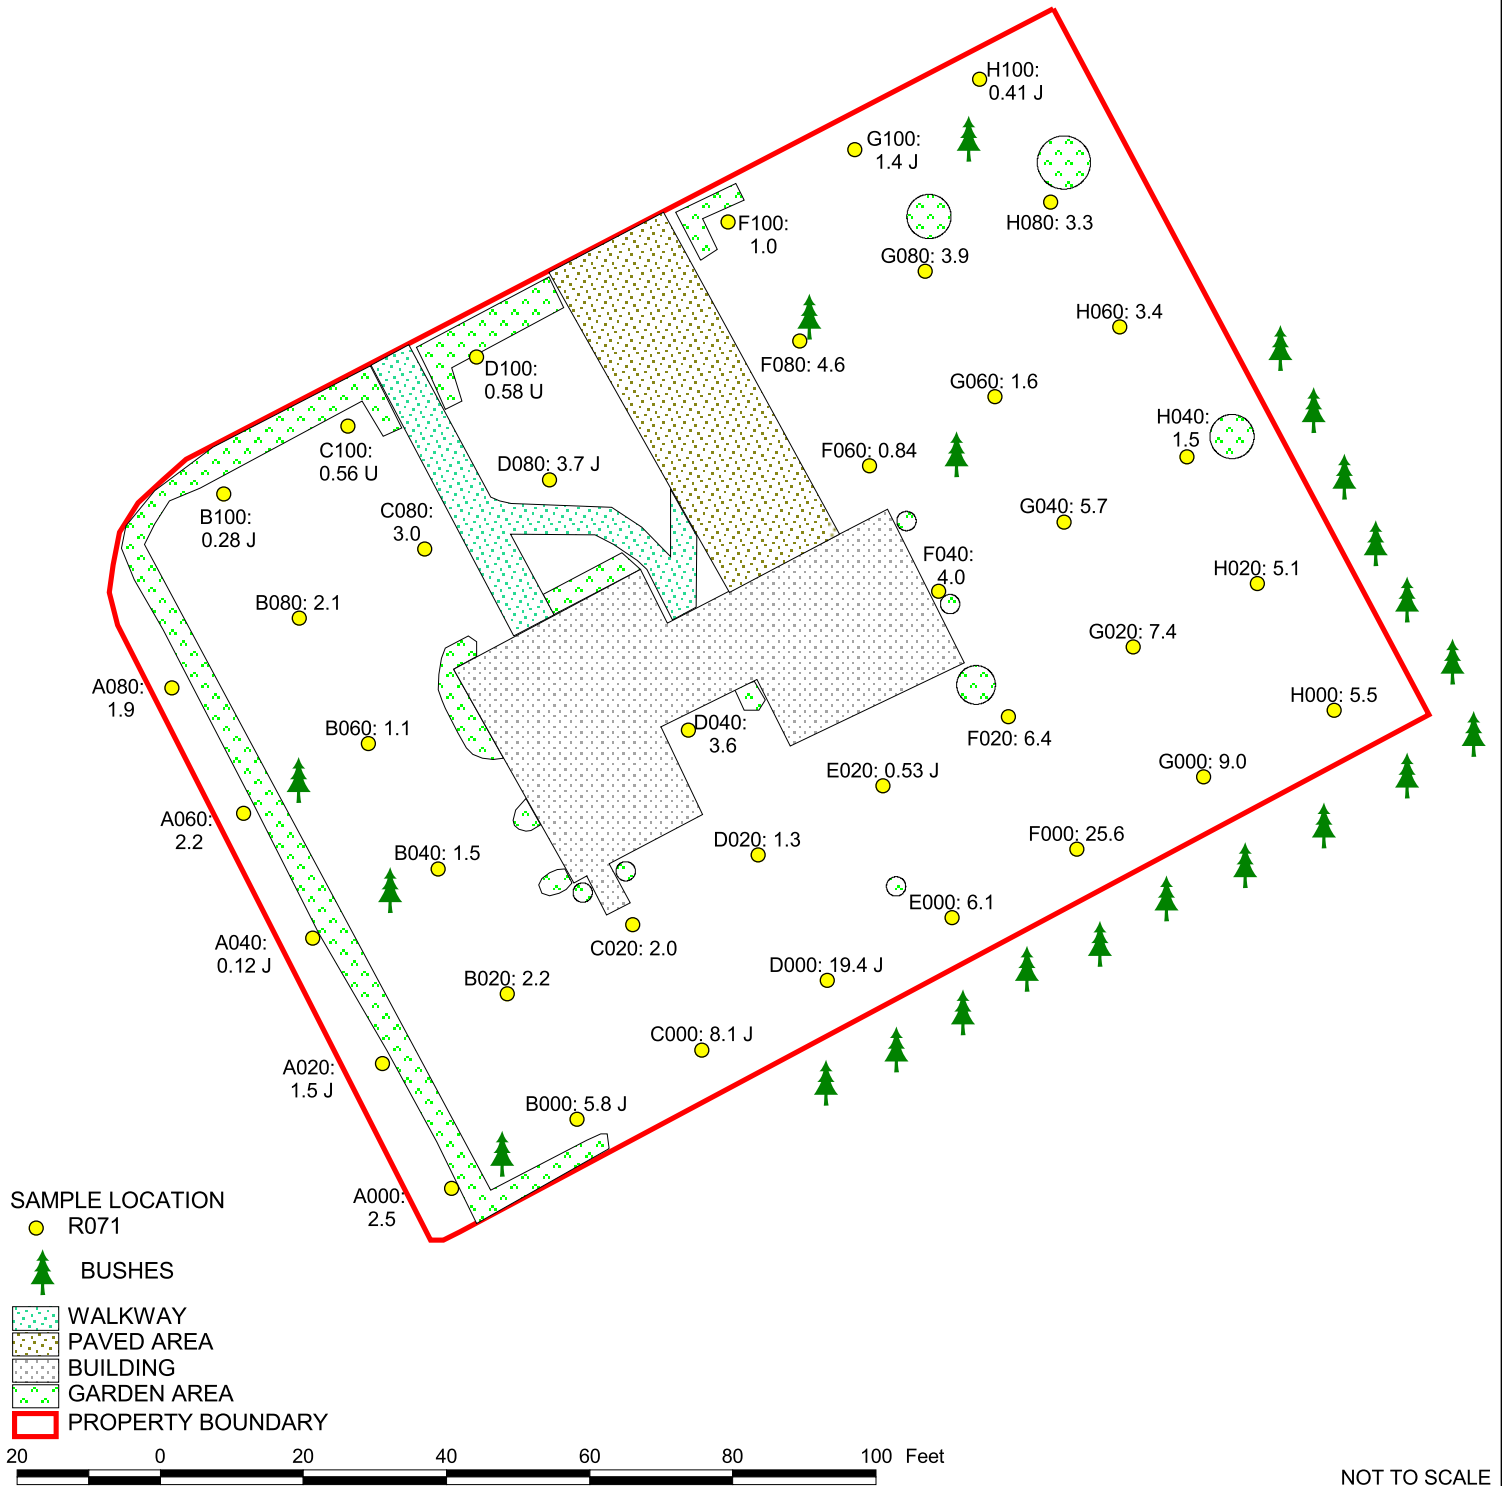 H100:
0.41 J
G100:
1.4 J
F100:
1.0
H080: 3.3
G080: 3.9
H060: 3.4
F080: 4.6
D100:
0.58 U
G060: 1.6
H040:
1.5
C100:
0.56 U
F060: 0.84
D080: 3.7 J
G040: 5.7
B100:
0.28 J
C080:
3.0
F040:
4.0
H020: 5.1
B080: 2.1
G020: 7.4
A080:
1.9
H000: 5.5
B060: 1.1
D040:
3.6
F020: 6.4
G000: 9.0
E020: 0.53 J
A060:
2.2
F000: 25.6
D020: 1.3
B040: 1.5
E000: 6.1
A040:
0.12 J
C020: 2.0
D000: 19.4 J
B020: 2.2
C000: 8.1 J
A020:
1.5 J
B000: 5.8 J
A000:
2.5
SAMPLE LOCATION
R071
BUSHES
WALKWAY
PAVED AREA
BUILDING
GARDEN AREA
PROPERTY BOUNDARY
20 0 20 40 60 80 100 Feet
NOT TO SCALE